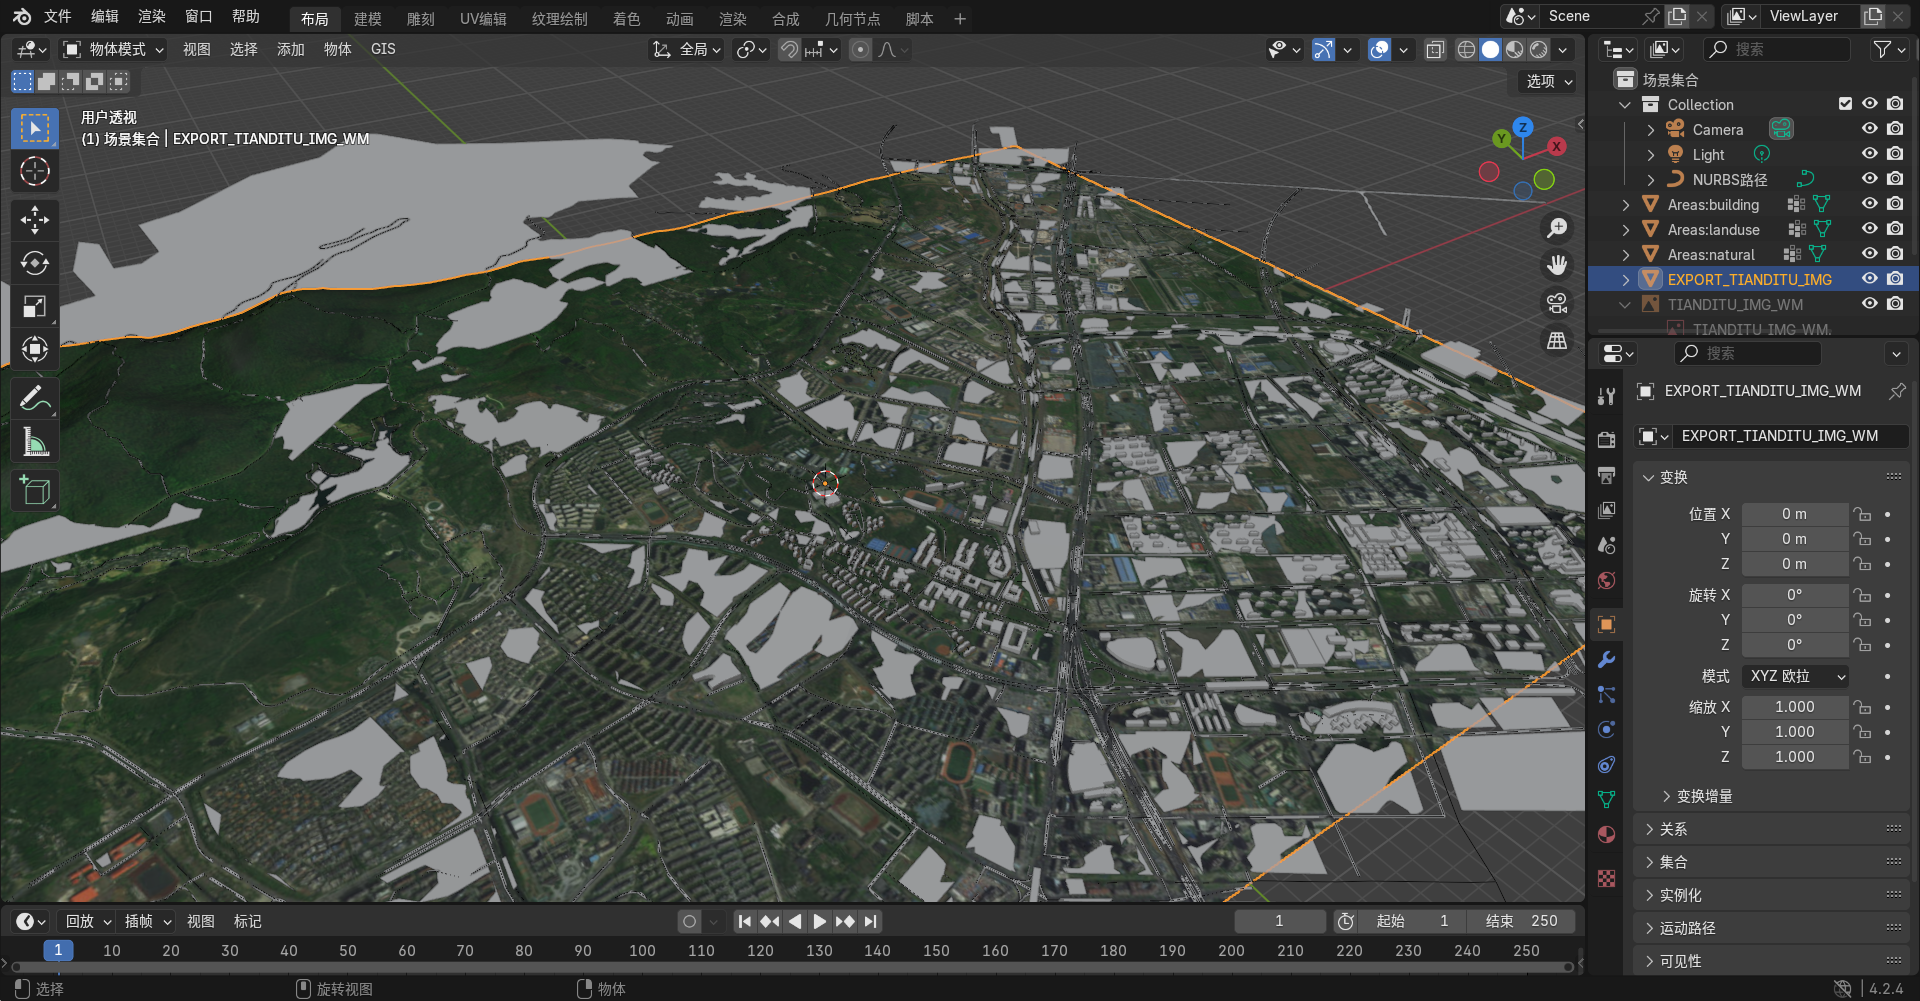 文件 编辑 渲染 窗口 帮助 布局 建模 雕刻 UV编辑 纹理绘制 着色 动画 渲染 合成 几何节点 脚本 + Scene ViewLayer
物体模式 视图 选择 添加 物体 GIS 全局 搜索
选项
用户透视
(1) 场景集合 | EXPORT_TIANDITU_IMG_WM
Z
Y
X
场景集合
Collection
Camera
Light
NURBS路径
Areas:building
Areas:landuse
Areas:natural
EXPORT_TIANDITU_IMG
TIANDITU_IMG_WM
TIANDITU_IMG_WM.
搜索
EXPORT_TIANDITU_IMG_WM
EXPORT_TIANDITU_IMG_WM
变换
位置 X 0 m
Y 0 m
Z 0 m
旋转 X 0°
Y 0°
Z 0°
模式 XYZ 欧拉
缩放 X 1.000
Y 1.000
Z 1.000
变换增量
关系
集合
实例化
运动路径
可见性
回放 插帧 视图 标记 1 起始 1 结束 250
1 10 20 30 40 50 60 70 80 90 100 110 120 130 140 150 160 170 180 190 200 210 220 230 240 250
选择 旋转视图 物体 4.2.4